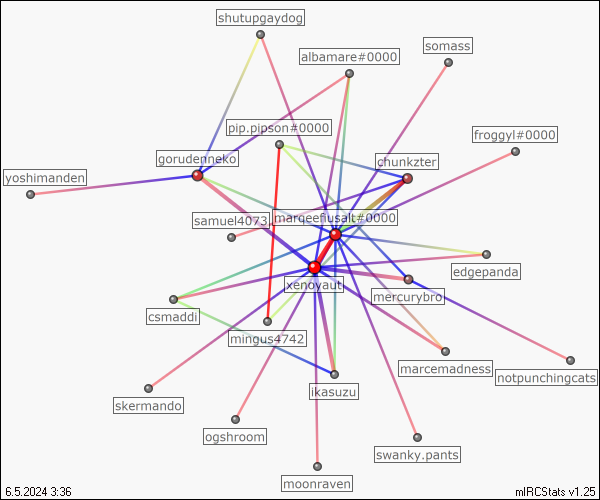 shutupgaydog
somass
albamare#0000
pip.pipson#0000
froggyl#0000
gorudenneko
chunkzter
yoshimanden
samuel4073
marqeefiusalt#0000
edgepanda
xenoyaut
mercurybro
csmaddi
mingus4742
marcemadness
notpunchingcats
ikasuzu
skermando
ogshroom
swanky.pants
moonraven
6.5.2024 3:36
mIRCStats v1.25